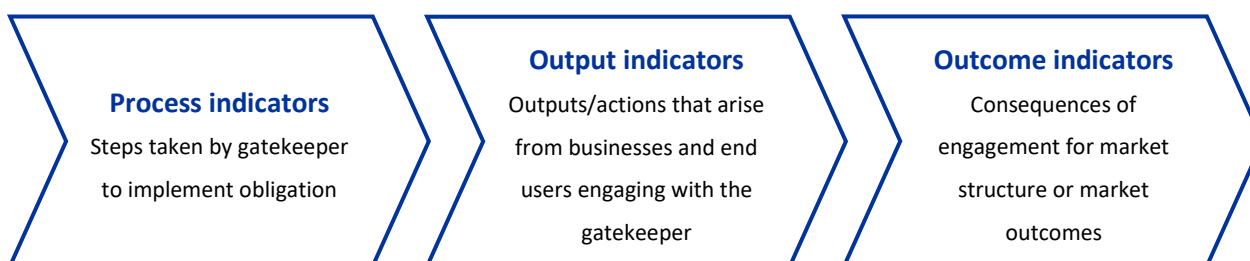 Process indicators
Steps taken by gatekeeper
to implement obligation
Output indicators
Outputs/actions that arise
from businesses and end
users engaging with the
gatekeeper
Outcome indicators
Consequences of
engagement for market
structure or market
outcomes